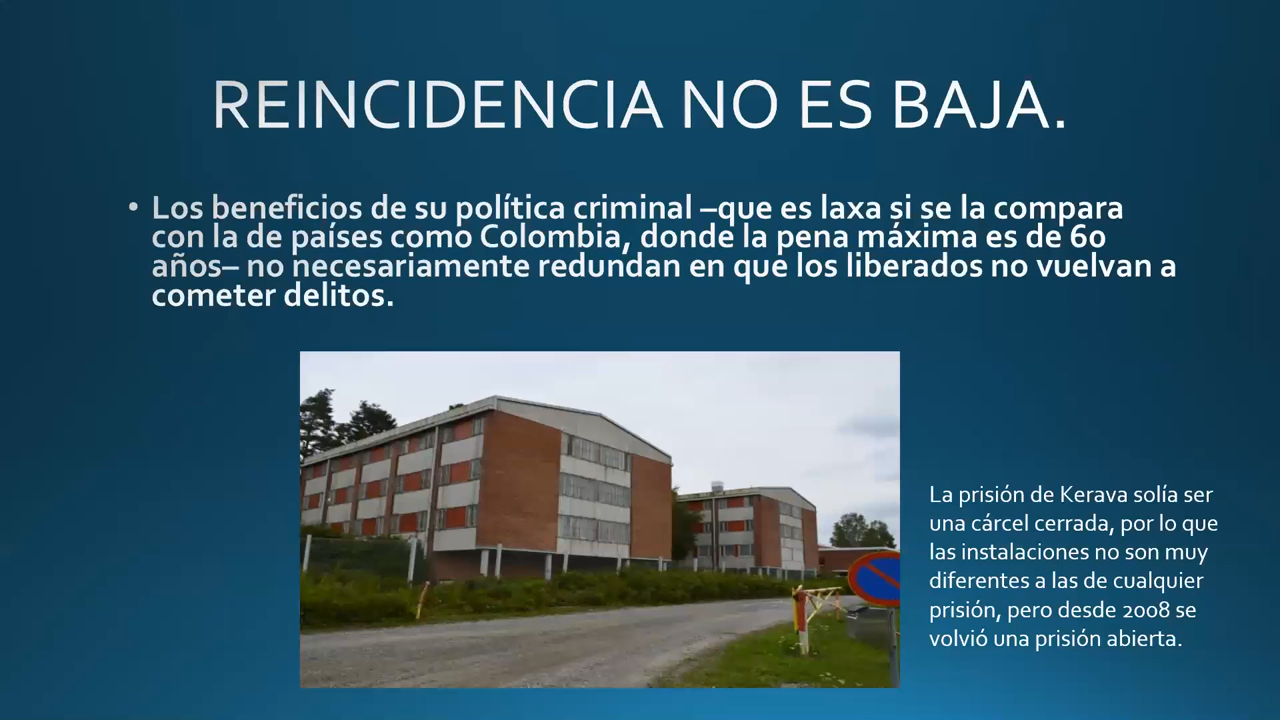 REINCIDENCIA NO ES BAJA.
• Los beneficios de su política criminal –que es laxa si se la compara
con la de países como Colombia, donde la pena máxima es de 60
años– no necesariamente redundan en que los liberados no vuelvan a
cometer delitos.
La prisión de Kerava solía ser
una cárcel cerrada, por lo que
las instalaciones no son muy
diferentes a las de cualquier
prisión, pero desde 2008 se
volvió una prisión abierta.